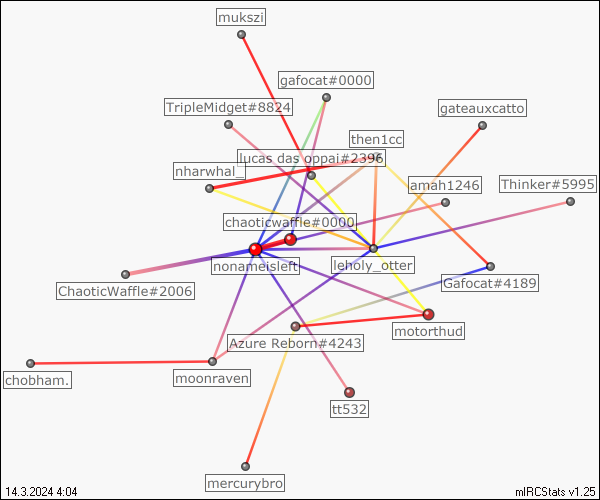 mukszi
gafocat#0000
TripleMidget#8824
gateauxcatto
then1cc
lucas das oppai#2396
nharwhal_
amah1246
Thinker#5995
chaoticwaffle#0000
nonameisleft
leholy_otter
ChaoticWaffle#2006
Gafocat#4189
motorthud
Azure Reborn#4243
chobham.
moonraven
tt532
mercurybro
14.3.2024 4:04
mIRCStats v1.25